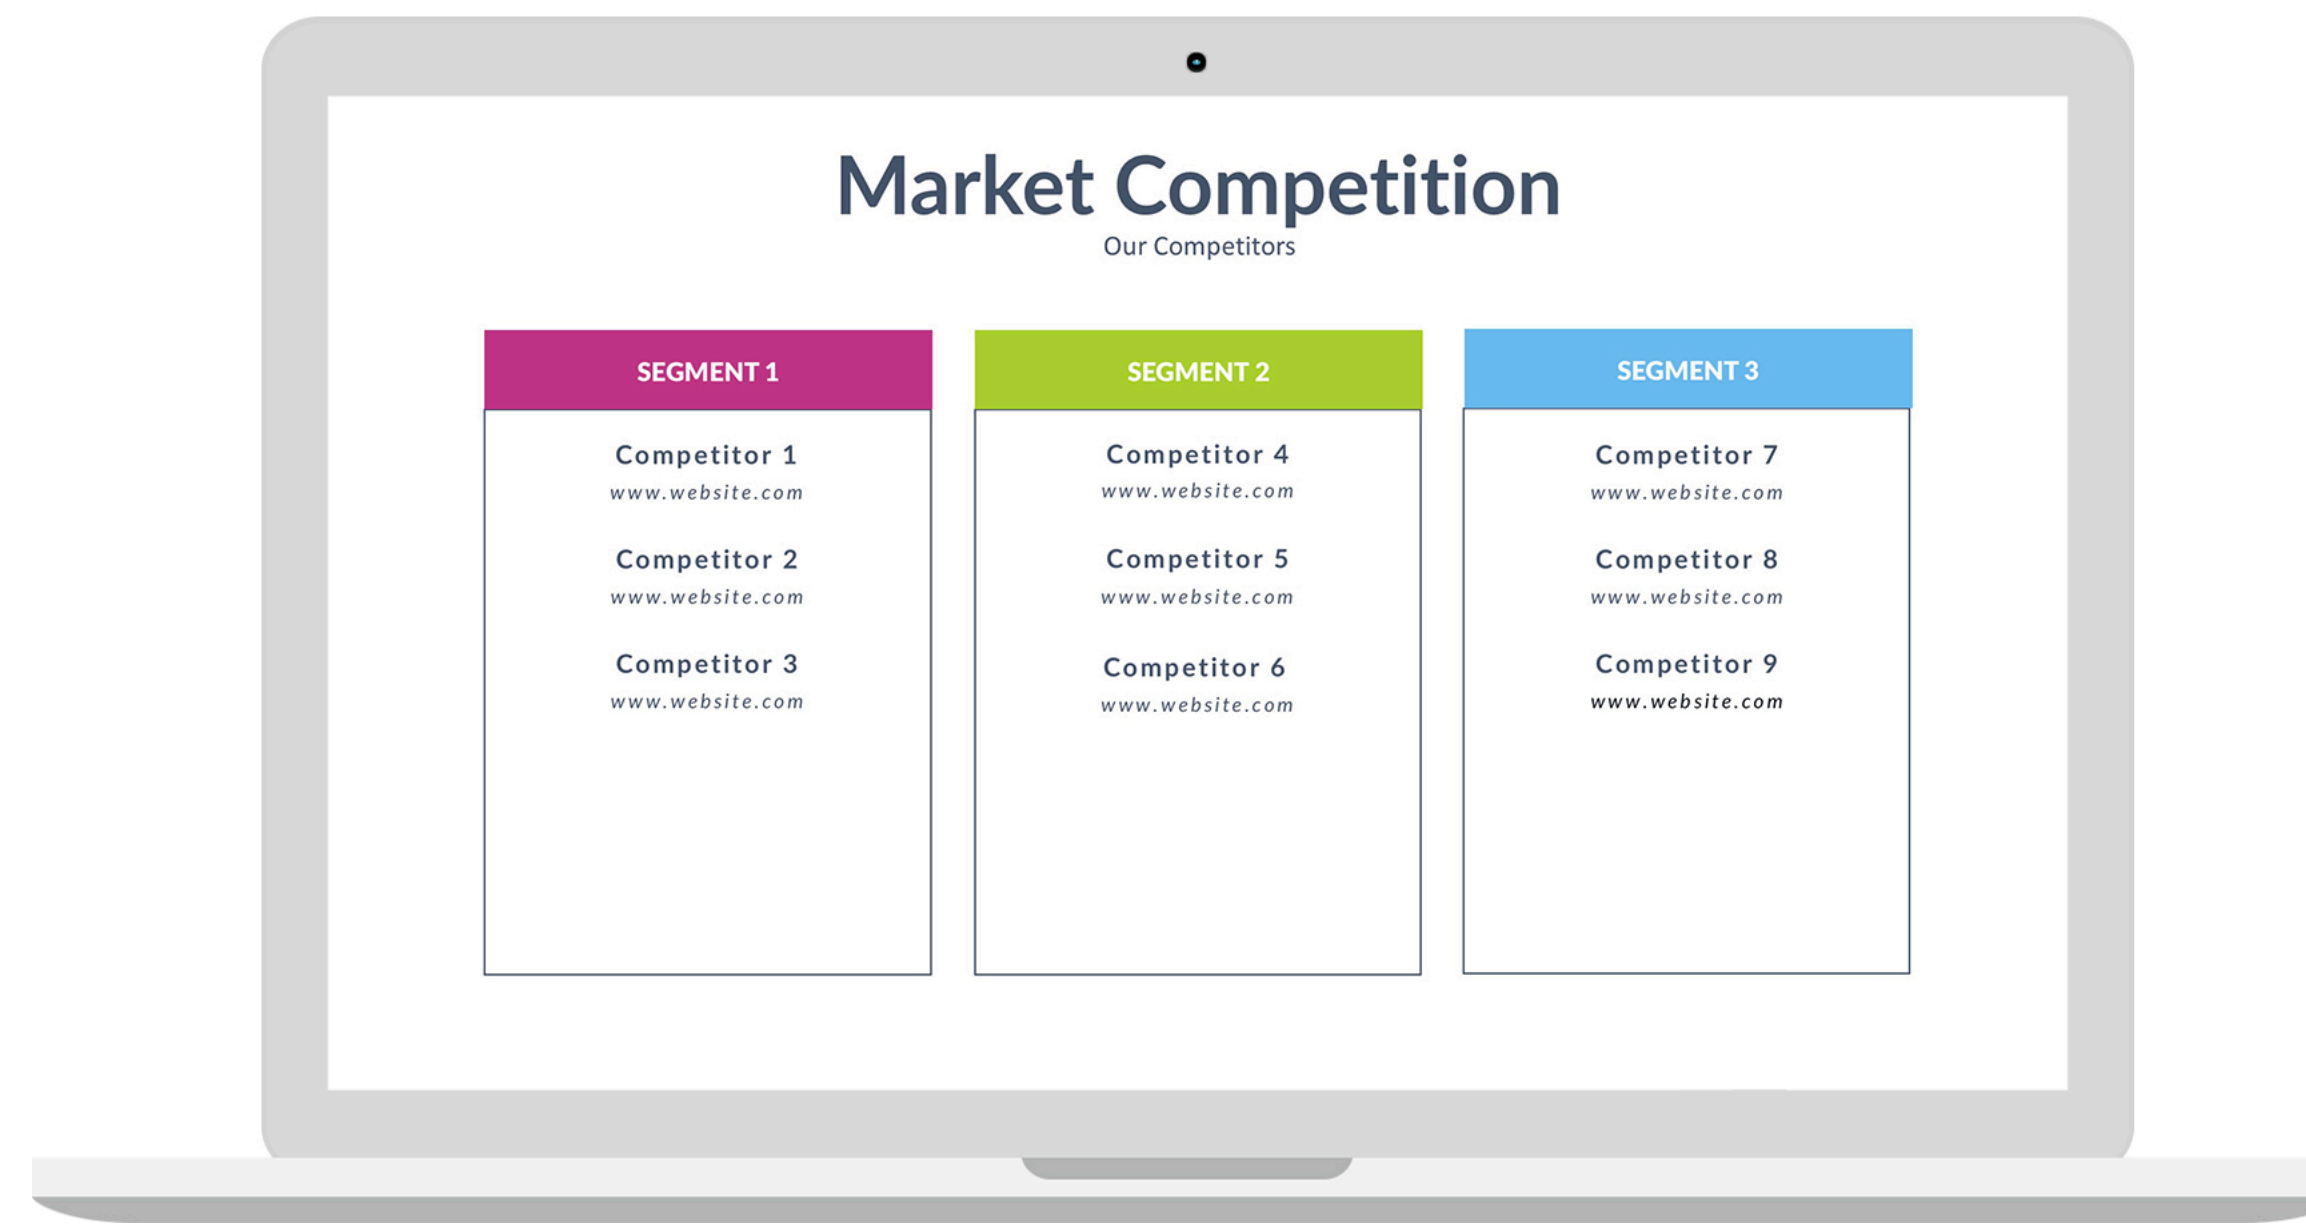 Market Competition
Our Competitors
SEGMENT 1
Competitor 1
www.website.com
Competitor 2
www.website.com
Competitor 3
www.website.com
SEGMENT 2
Competitor 4
www.website.com
Competitor 5
www.website.com
Competitor 6
www.website.com
SEGMENT 3
Competitor 7
www.website.com
Competitor 8
www.website.com
Competitor 9
www.website.com